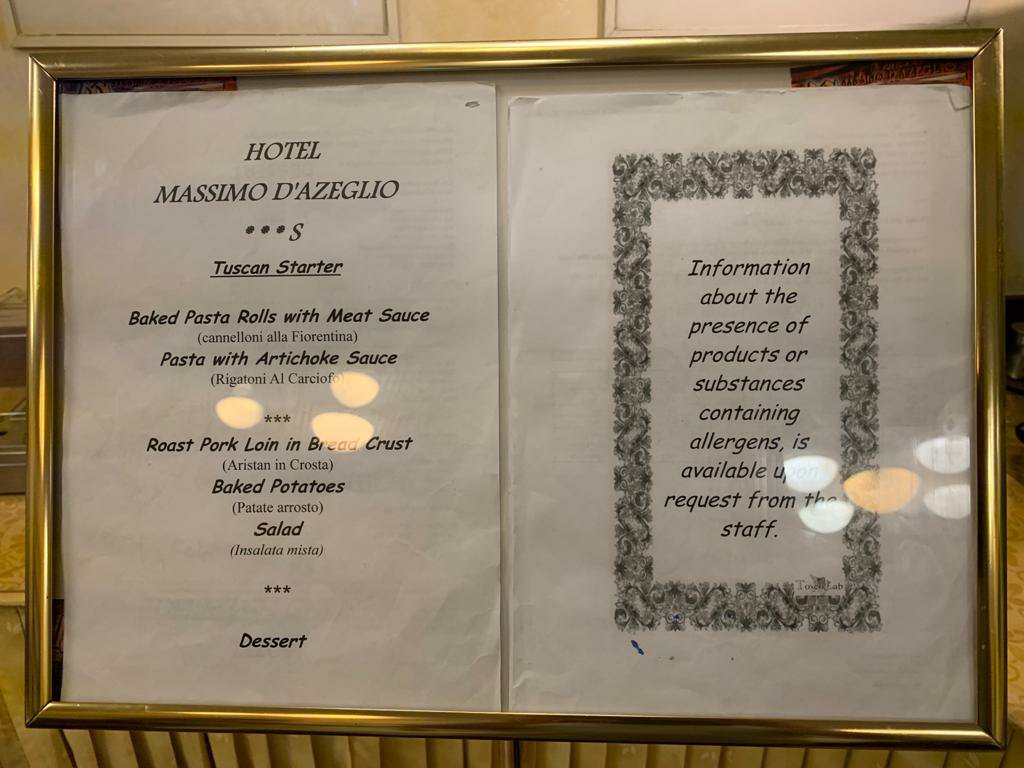 MASSIMO D'AZEGLIO
HOTEL
MASSIMO D'AZEGLIO
***S
Tuscan Starter
Baked Pasta Rolls with Meat Sauce
(cannelloni alla Fiorentina)
Pasta with Artichoke Sauce
(Rigatoni Al Carciofo)
***
Roast Pork Loin in Bread Crust
(Aristan in Crosta)
Baked Potatoes
(Patate arrosto)
Salad
(Insalata mista)
***
Dessert
Information
about the
presence of
products or
substances
containing
allergens, is
available upon
request from the
staff.